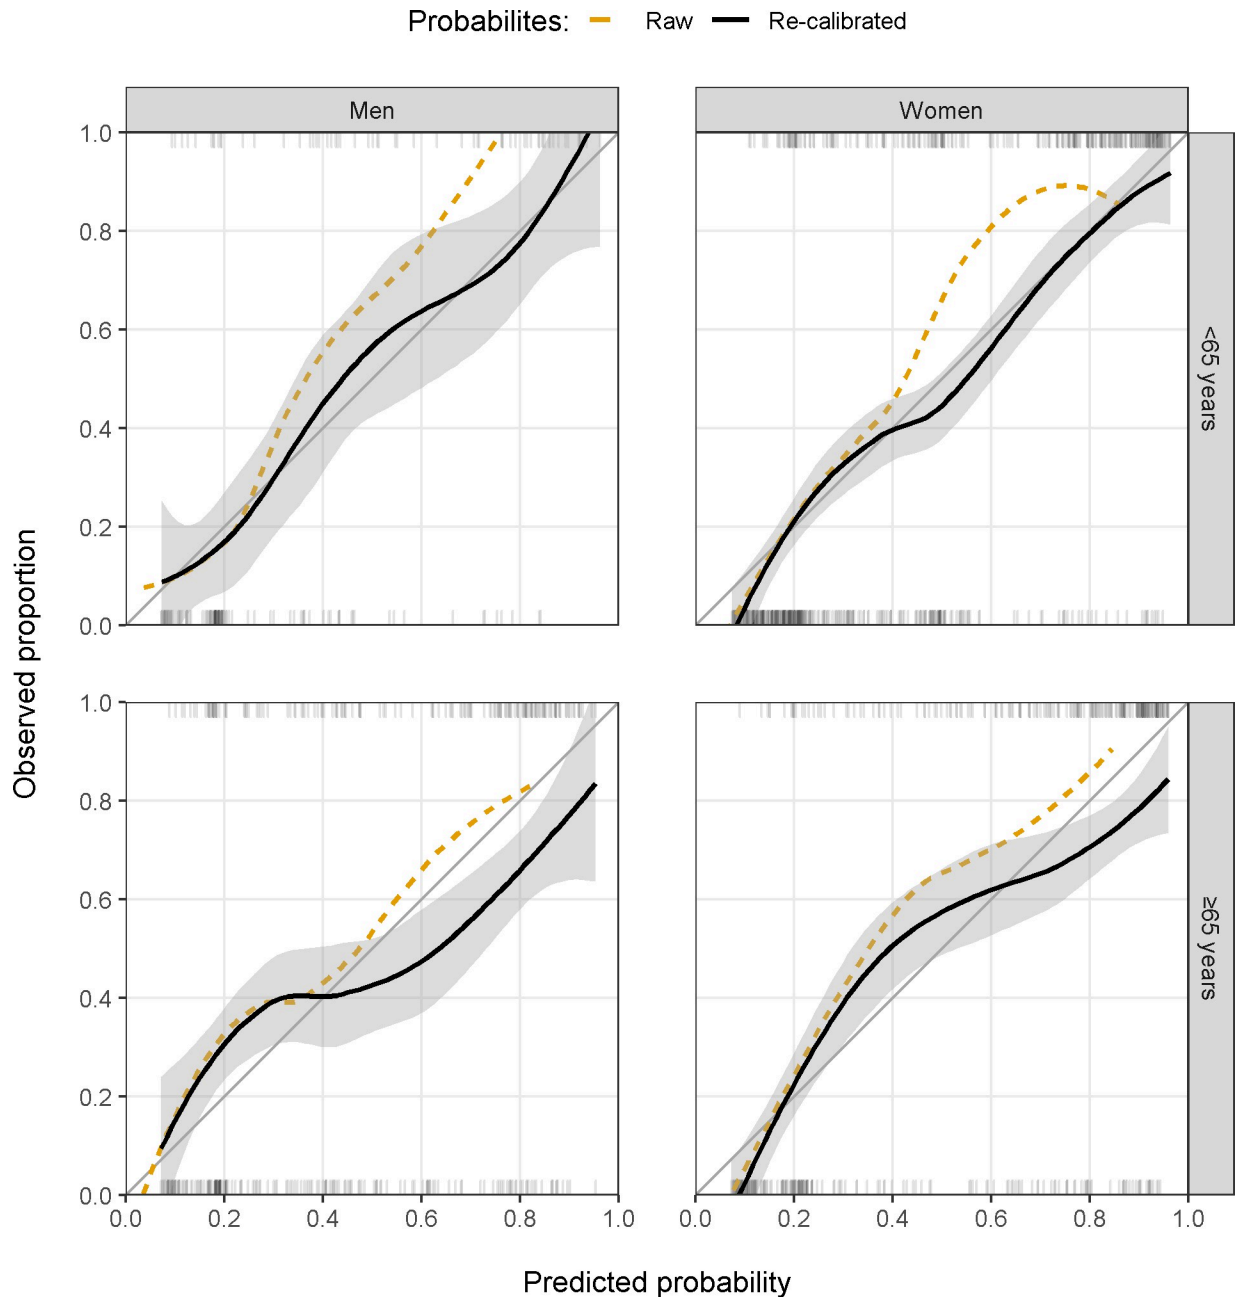 Probabilites: Raw Re-calibrated
Men Women
1.0
0.8
0.6
0.4
0.2
0.0
<65 years
1.0
0.8
0.6
0.4
0.2
0.0
≥65 years
0.0 0.2 0.4 0.6 0.8 1.0 0.0 0.2 0.4 0.6 0.8 1.0
Observed proportion
Predicted probability